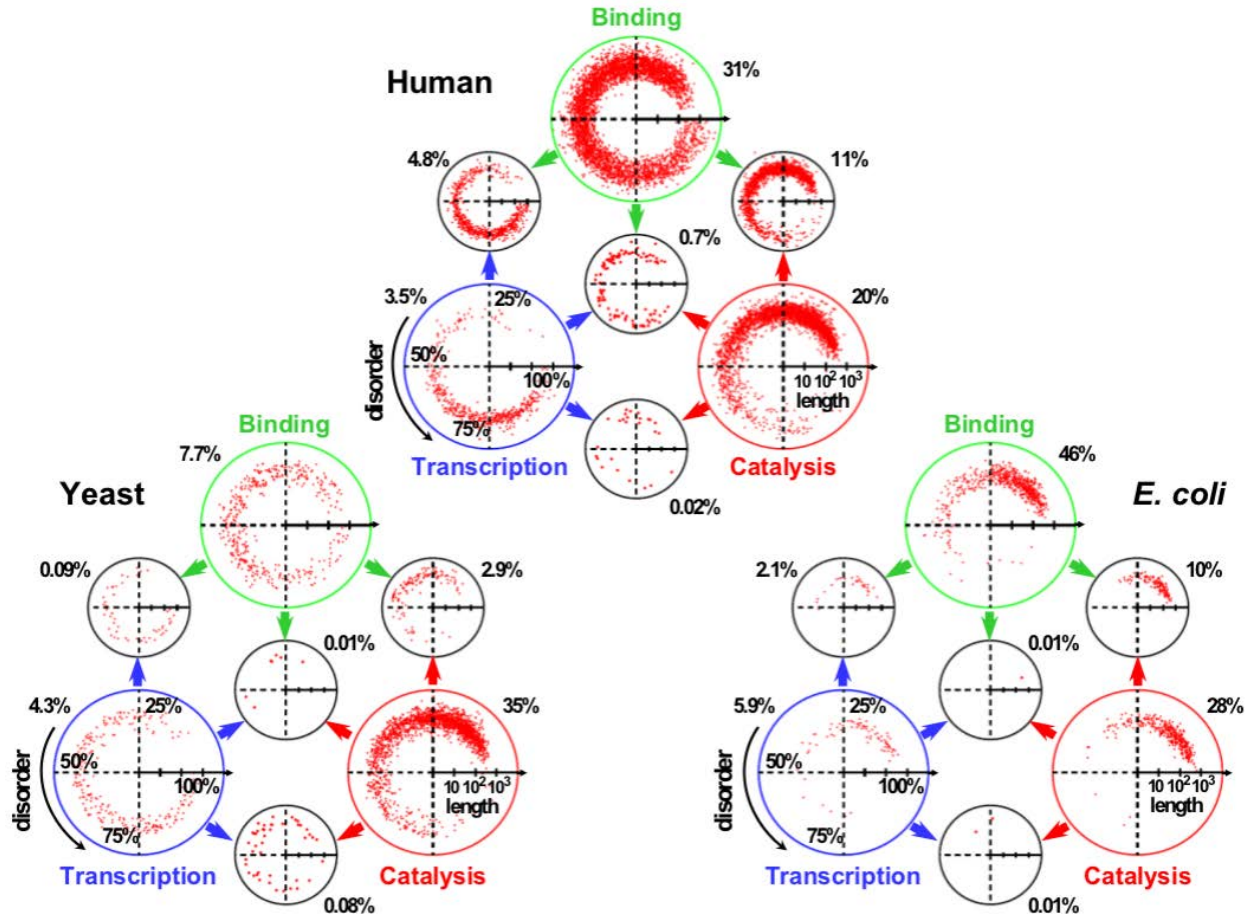 Binding
31%
Human
4.8%
11%
0.7%
3.5%
25%
20%
disorder
50%
100%
10 10² 10³
length
75%
Transcription
Catalysis
0.02%
Binding
7.7%
Yeast
0.09%
2.9%
0.01%
4.3%
25%
35%
disorder
50%
100%
10 10² 10³
length
75%
Transcription
Catalysis
0.08%
Binding
46%
E. coli
2.1%
10%
0.01%
5.9%
25%
28%
disorder
50%
100%
10 10² 10³
length
75%
Transcription
Catalysis
0.01%